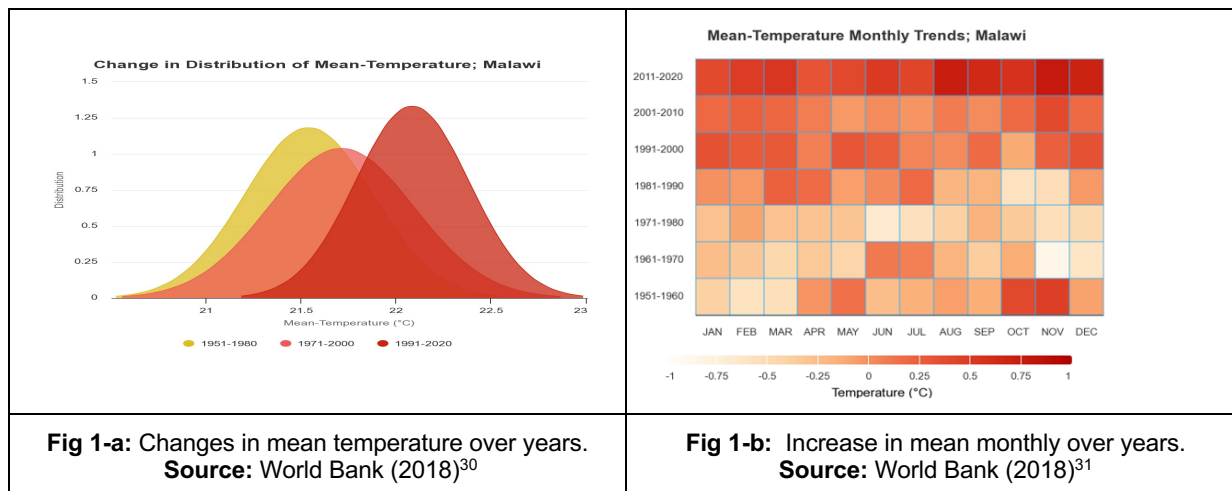 Change in Distribution of Mean-Temperature; Malawi
1.5
1.25
1
0.75
0.5
0.25
0
Distribution
21
21.5
22
22.5
23
Mean-Temperature (°C)
1951-1980
1971-2000
1991-2020
Mean-Temperature Monthly Trends; Malawi
2011-2020
2001-2010
1991-2000
1981-1990
1971-1980
1961-1970
1951-1960
JAN FEB MAR APR MAY JUN JUL AUG SEP OCT NOV DEC
-1 -0.75 -0.5 -0.25 0 0.25 0.5 0.75 1
Temperature (°C)
Fig 1-a: Changes in mean temperature over years.
Source: World Bank (2018)30
Fig 1-b: Increase in mean monthly over years.
Source: World Bank (2018)31